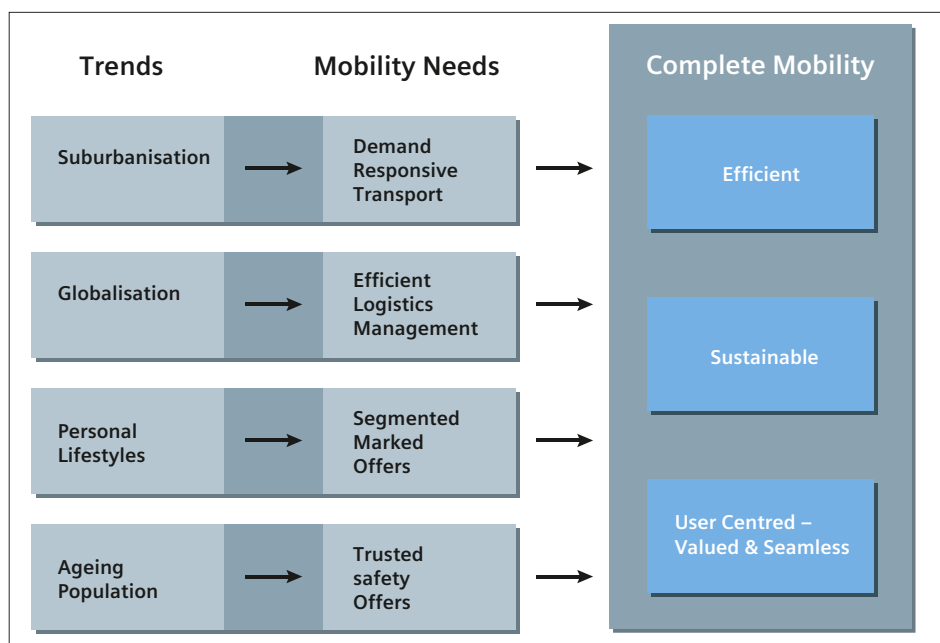 Trends
Mobility Needs
Complete Mobility
Suburbanisation
Demand
Responsive
Transport
Efficient
Globalisation
Efficient
Logistics
Management
Sustainable
Personal
Lifestyles
Segmented
Marked
Offers
User Centred –
Valued & Seamless
Ageing
Population
Trusted
safety
Offers